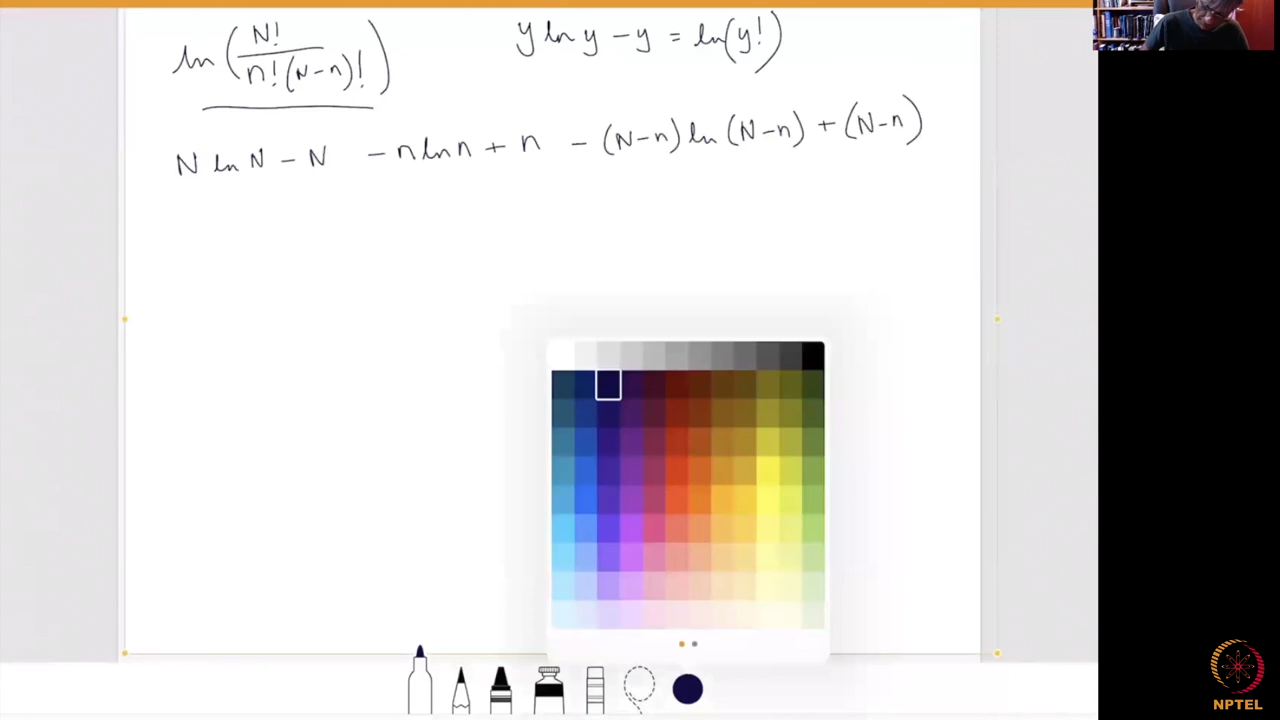 ln(N!/n!(N-n)!)
y ln y - y = ln(y!)
N ln N - N - n ln n + n - (N-n) ln (N-n) + (N-n)
NPTEL